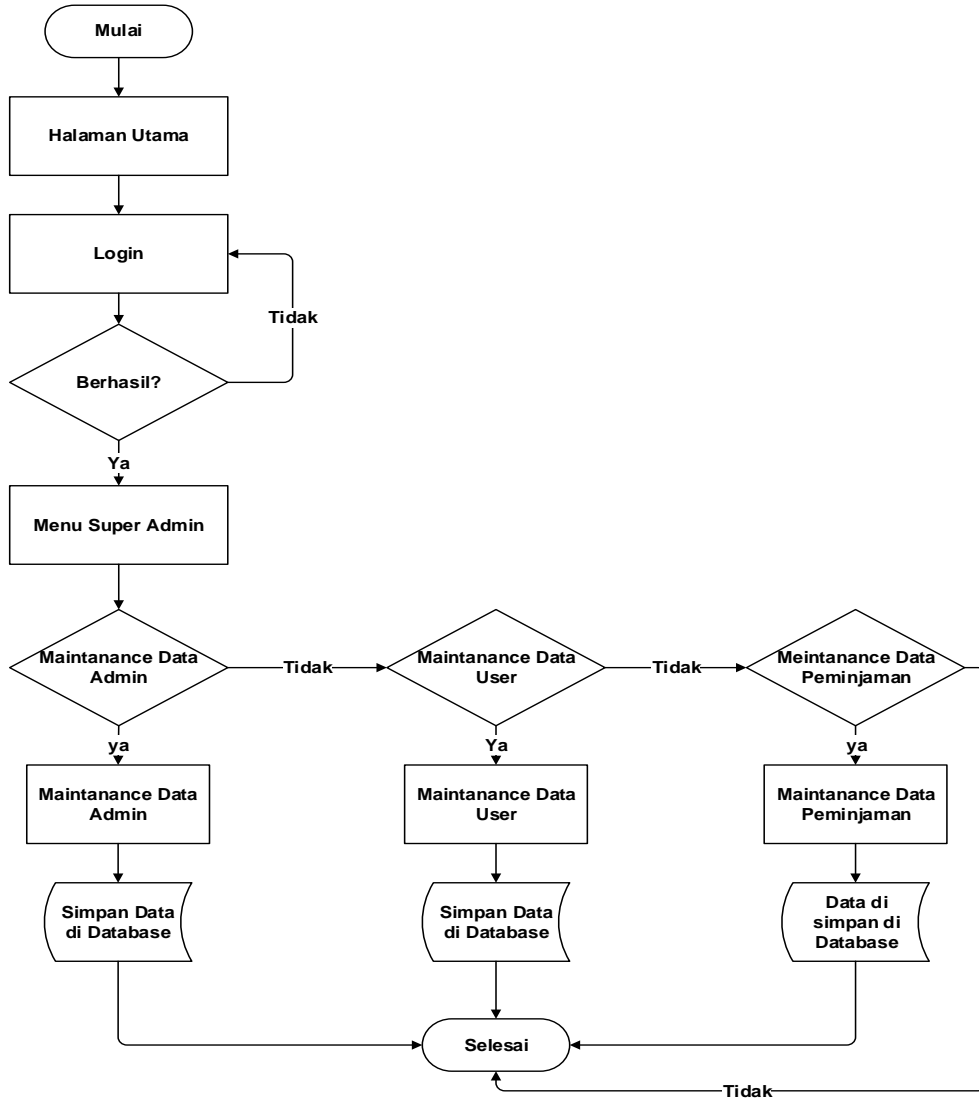 Mulai
Halaman Utama
Login
Tidak
Berhasil?
Ya
Menu Super Admin
Maintanance Data
Admin
Tidak
Maintanance Data
User
Tidak
Meintanance Data
Peminjaman
ya
Ya
ya
Maintanance Data
Admin
Maintanance Data
User
Maintanance Data
Peminjaman
Simpan Data
di Database
Simpan Data
di Database
Data di
simpan di
Database
Selesai
Tidak